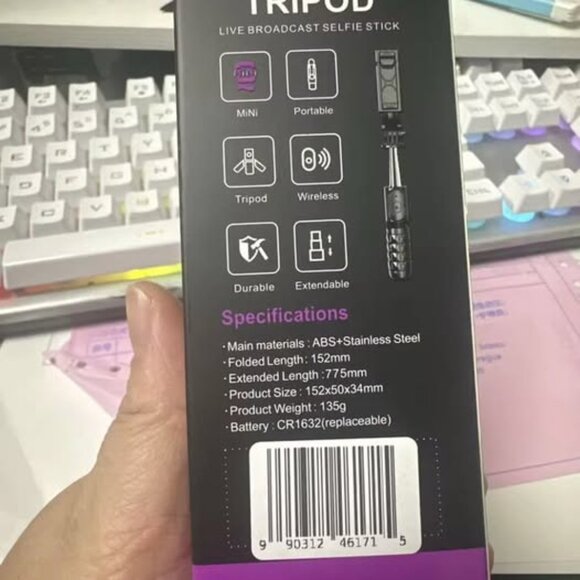 TRIPOD
LIVE BROADCAST SELFIE STICK
MiNi
Portable
Tripod
Wireless
Durable
Extendable
Specifications
·Main materials : ABS+Stainless Steel
·Folded Length : 152mm
·Extended Length : 775mm
·Product Size : 152x50x34mm
·Product Weight : 135g
·Battery : CR1632(replaceable)
9 90312 46171 5